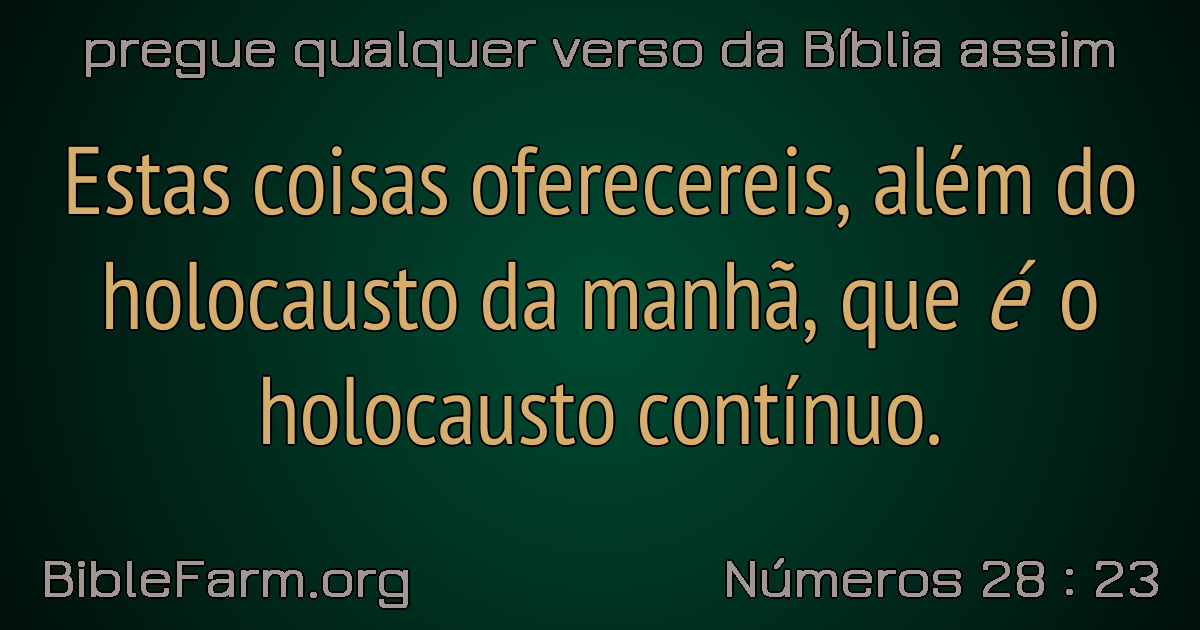 pregue qualquer verso da Bíblia assim
Estas coisas oferecereis, além do
holocausto da manhã, que é o
holocausto contínuo.
BibleFarm.org
Números 28 : 23